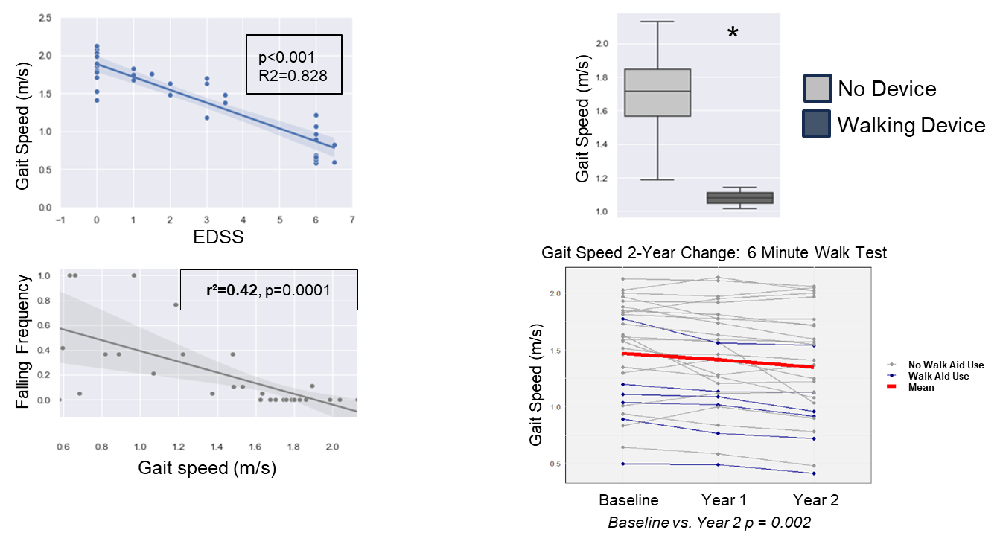 2.5
2.0
1.5
1.0
0.5
0.0
Gait Speed (m/s)
p<0.001
R2=0.828
−1 0 1 2 3 4 5 6 7
EDSS
2.0
1.8
1.6
1.4
1.2
1.0
Gait Speed (m/s)
*
No Device
Walking Device
1.0
0.8
0.6
0.4
0.2
0.0
Falling Frequency
r²=0.42, p=0.0001
0.6 0.8 1.0 1.2 1.4 1.6 1.8 2.0
Gait speed (m/s)
Gait Speed 2-Year Change: 6 Minute Walk Test
2.0
1.5
1.0
0.5
Gait Speed (m/s)
No Walk Aid Use
Walk Aid Use
Mean
Baseline Year 1 Year 2
Baseline vs. Year 2 p = 0.002